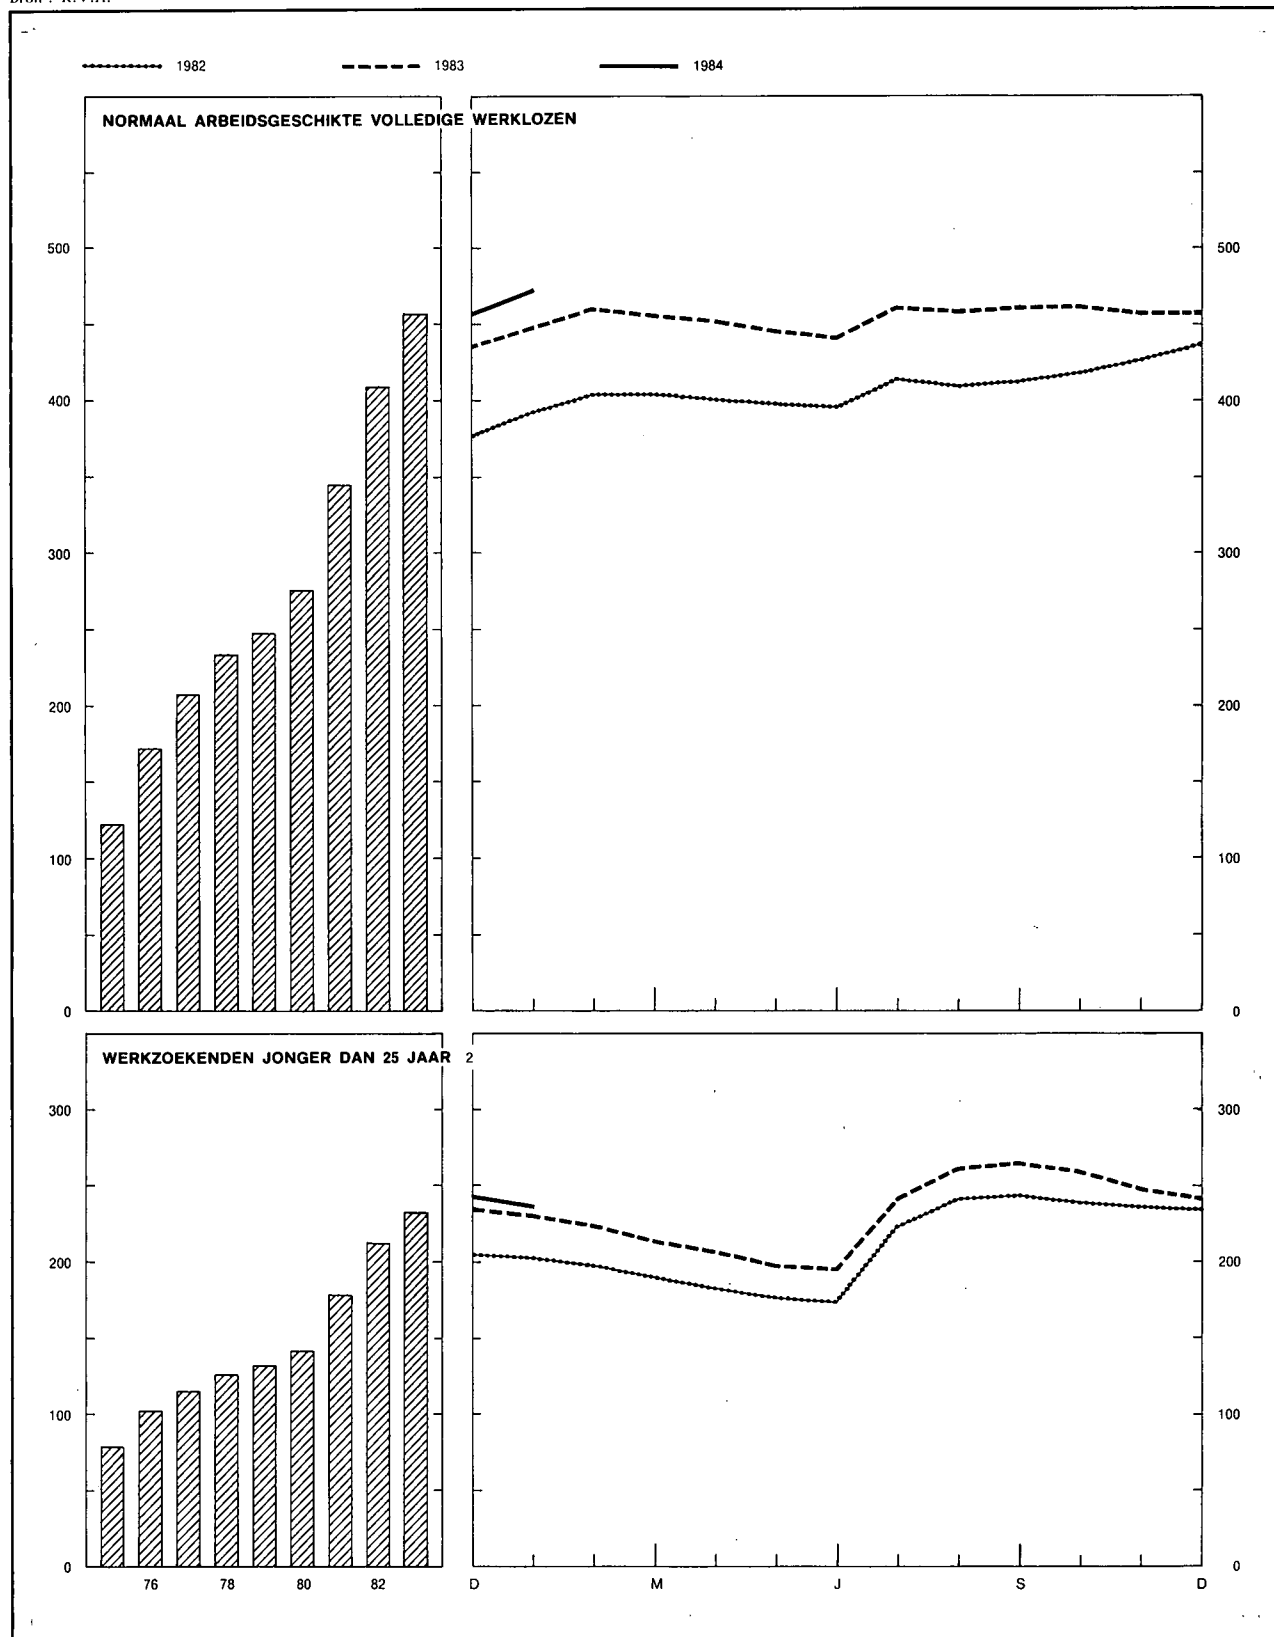 1982 1983 1984
NORMAAL ARBEIDSGESCHIKTE VOLLEDIGE WERKLOZEN
500 500
400 400
300 300
200 200
100 100
0 0
WERKZOEKENDEN JONGER DAN 25 JAAR 2
300 300
200 200
100 100
0 0
76 78 80 82 D M J S D